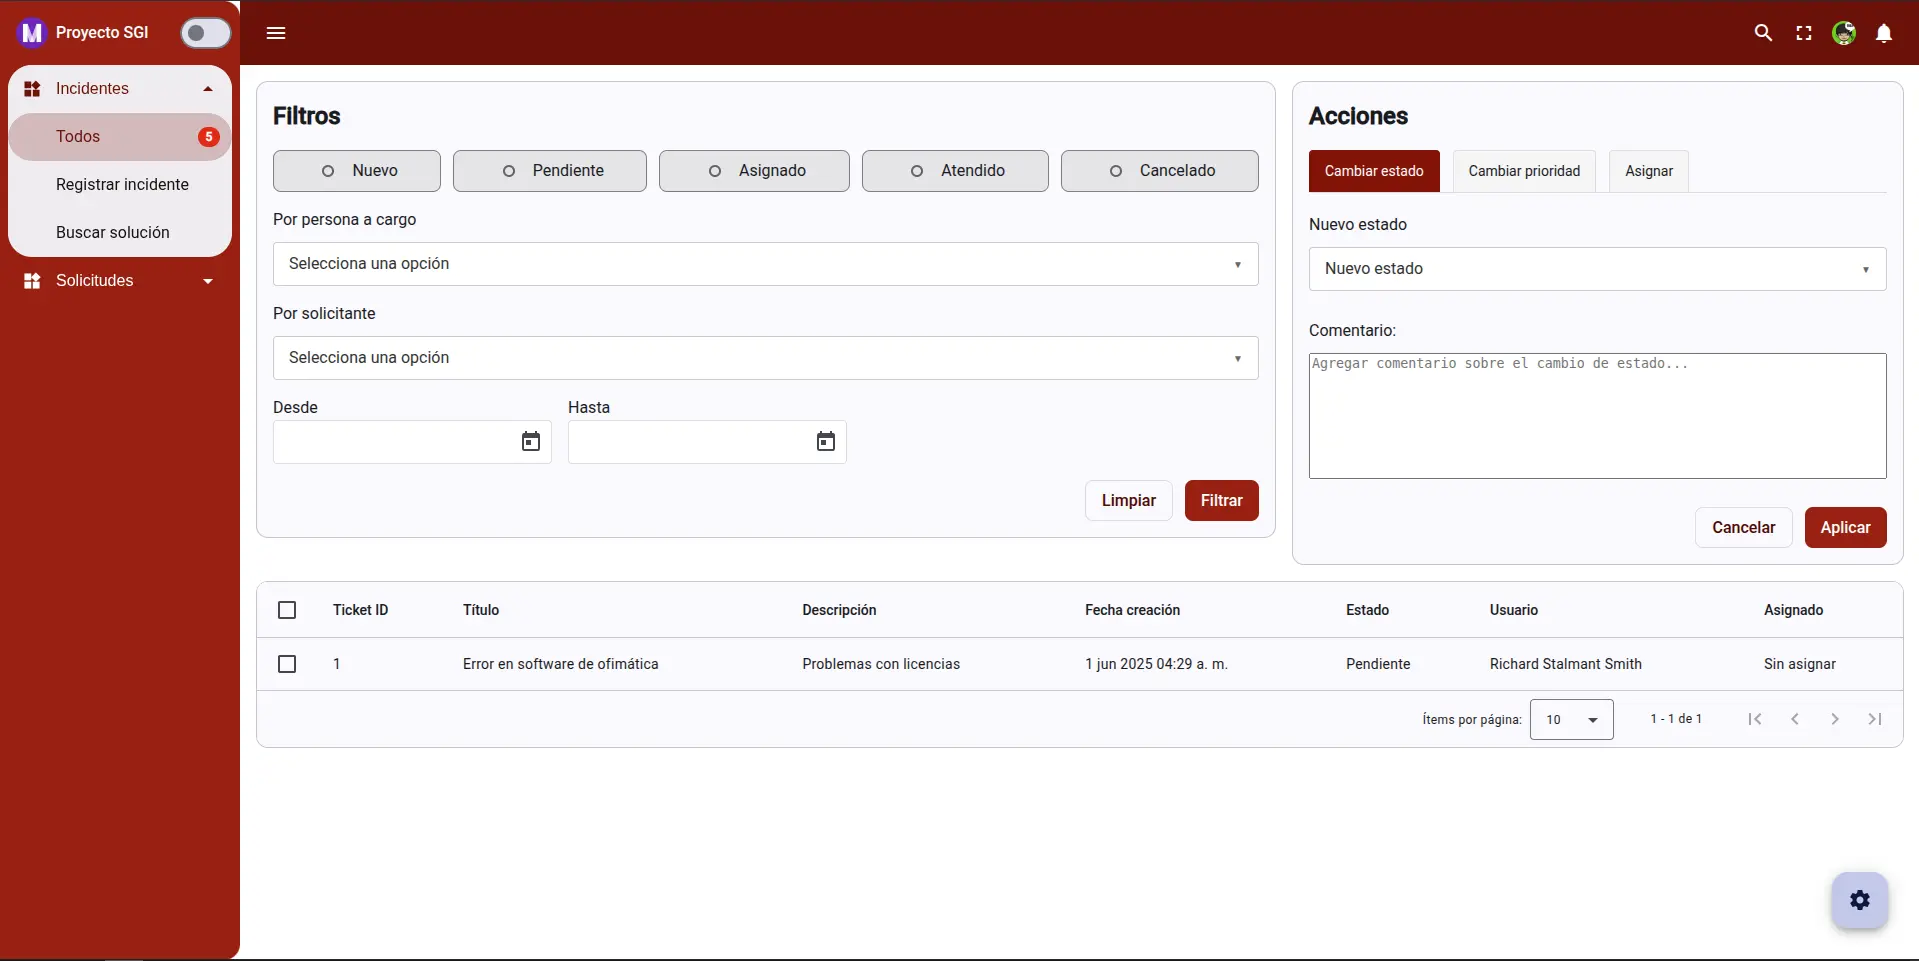 M Proyecto SGI
Incidentes
Todos 5
Registrar incidente
Buscar solución
Solicitudes
Filtros
Nuevo Pendiente Asignado Atendido Cancelado
Por persona a cargo
Selecciona una opción
Por solicitante
Selecciona una opción
Desde Hasta
Limpiar Filtrar
Acciones
Cambiar estado Cambiar prioridad Asignar
Nuevo estado
Nuevo estado
Comentario:
Agregar comentario sobre el cambio de estado...
Cancelar Aplicar
Ticket ID Título Descripción Fecha creación Estado Usuario Asignado
1 Error en software de ofimática Problemas con licencias 1 jun 2025 04:29 a. m. Pendiente Richard Stalmant Smith Sin asignar
Ítems por página: 10 1 - 1 de 1